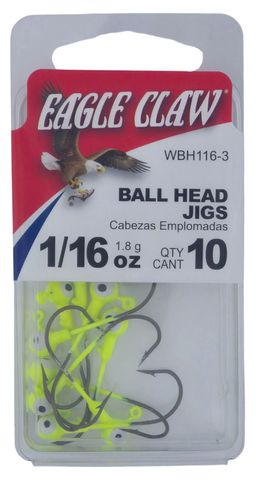 EAGLE CLAW
WBH116-3
BALL HEAD
JIGS
Cabezas Emplomadas
1/16 oz 1.8 g QTY CANT 10